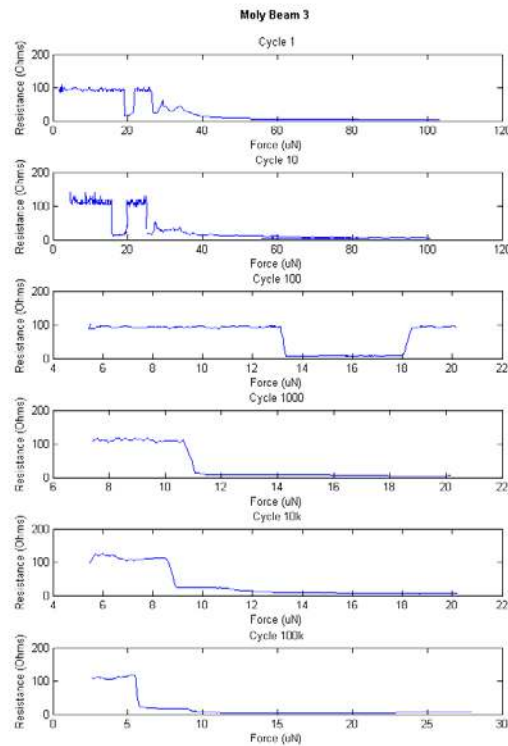 Moly Beam 3
Cycle 1
Resistance (Ohms)
200
100
0
0 20 40 60 80 100 120
Force (uN)
Cycle 10
Resistance (Ohms)
200
100
0
0 20 40 60 80 100 120
Force (uN)
Cycle 100
Resistance (Ohms)
200
100
0
4 6 8 10 12 14 16 18 20 22
Force (uN)
Cycle 1000
Resistance (Ohms)
200
100
0
6 8 10 12 14 16 18 20 22
Force (uN)
Cycle 10k
Resistance (Ohms)
200
100
0
4 6 8 10 12 14 16 18 20 22
Force (uN)
Cycle 100k
Resistance (Ohms)
200
100
0
0 5 10 15 20 25 30
Force (uN)